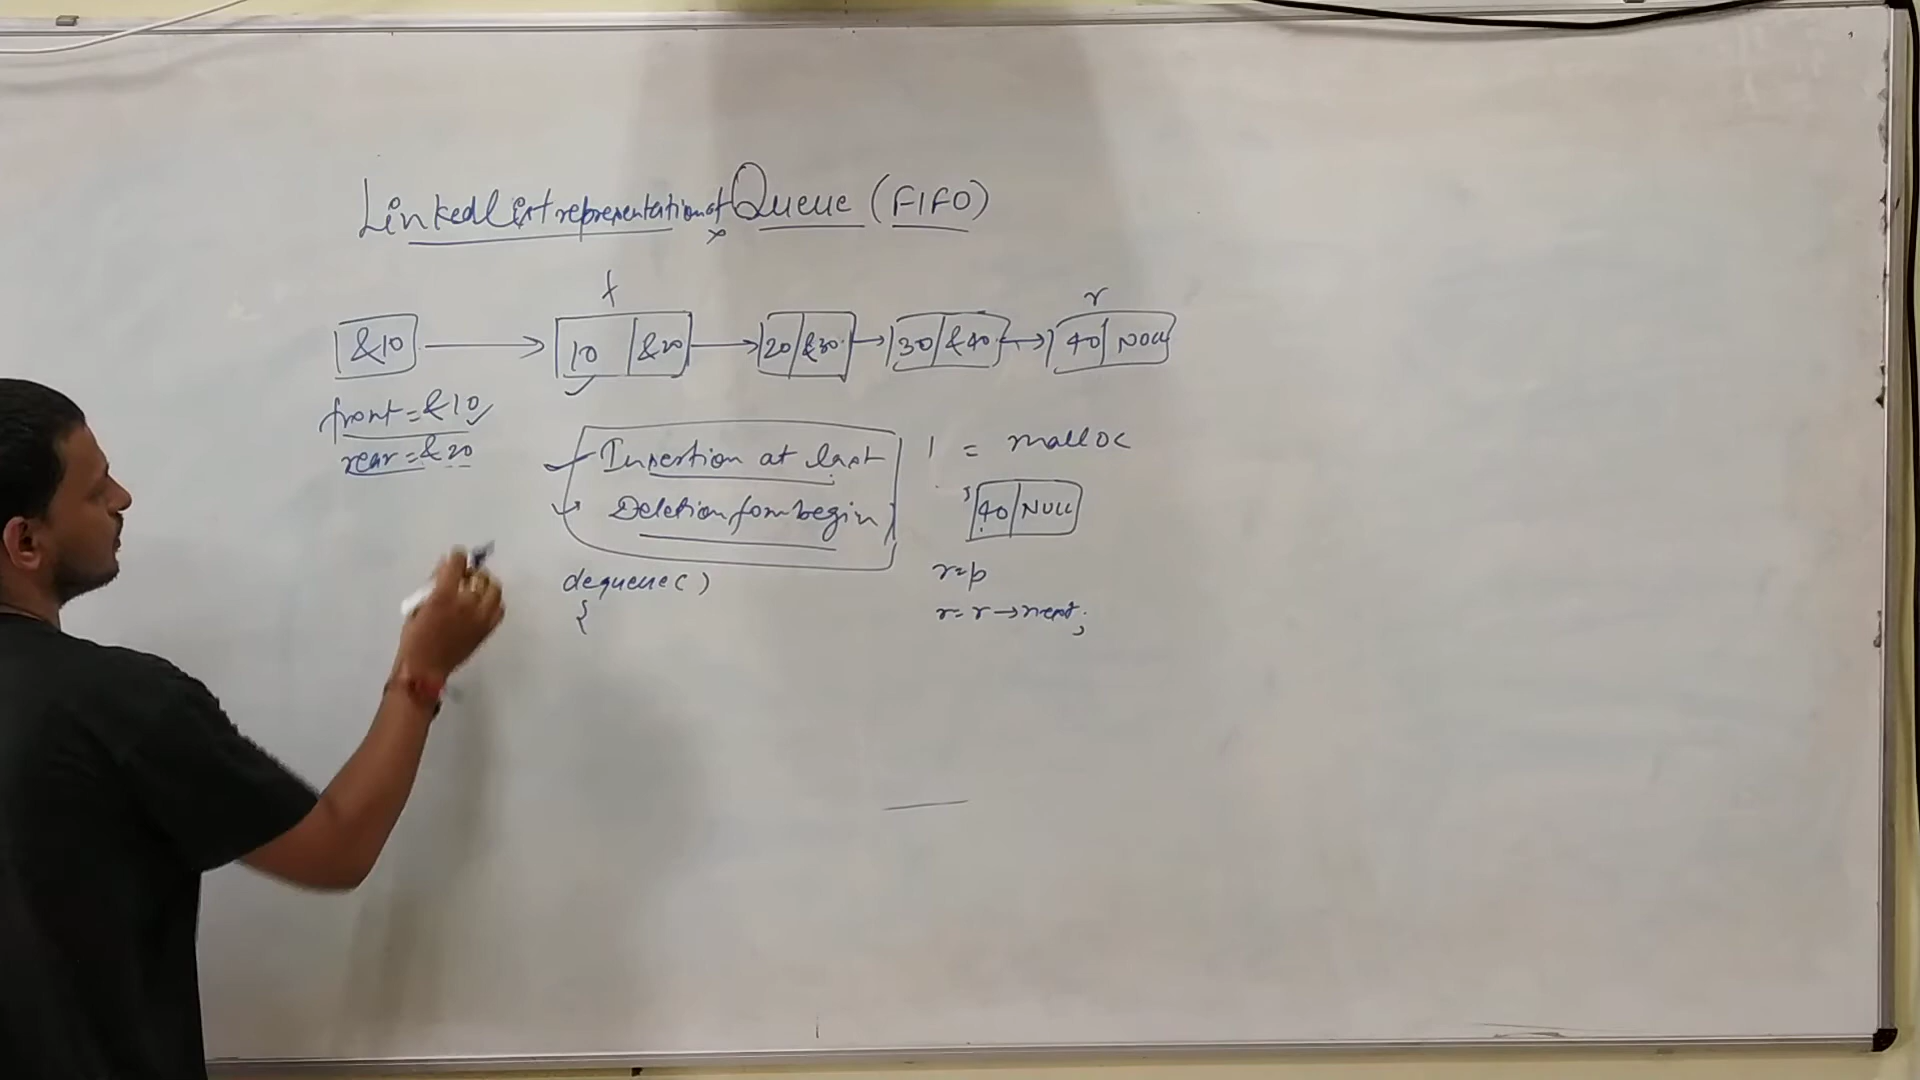 Linked list representation of Queue (FIFO)
f r
&10 10 &20 20 &30 30 &40 40 NULL
front = &10
rear = &20
Insertion at last
Deletion form begin
= malloc
40 NULL
dequeue()
{
r=p
r = r→next;